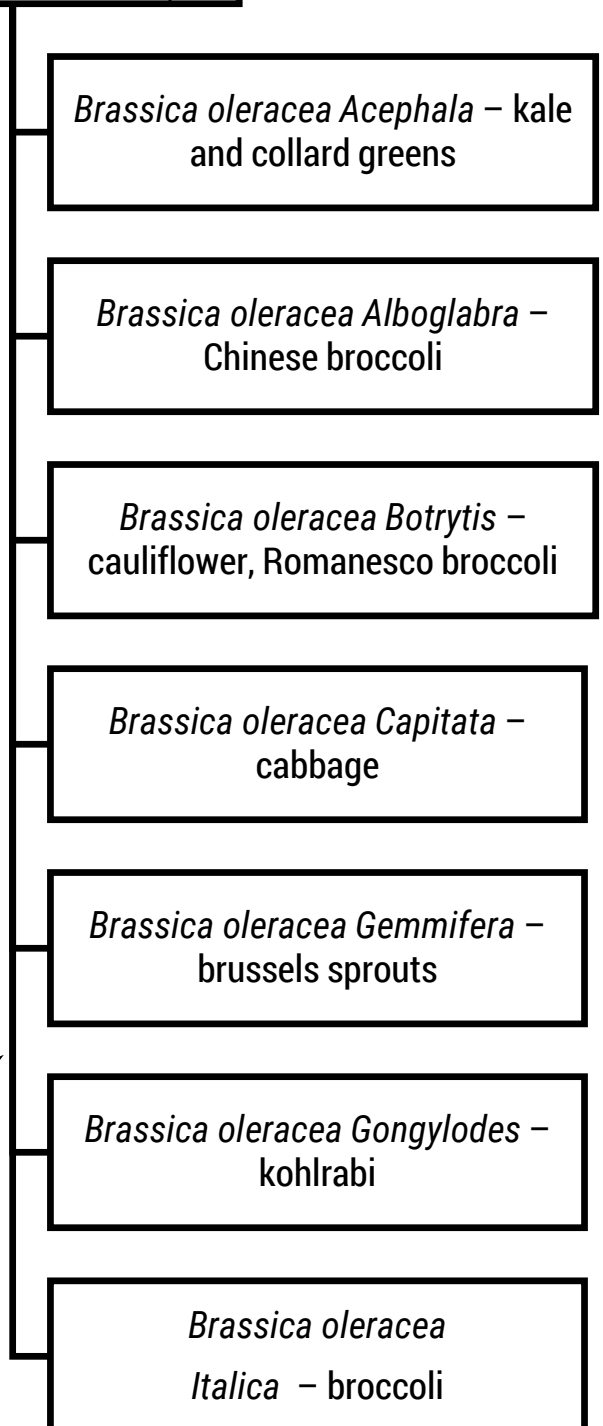 Brassica oleracea Acephala – kale
and collard greens
Brassica oleracea Alboglabra –
Chinese broccoli
Brassica oleracea Botrytis –
cauliflower, Romanesco broccoli
Brassica oleracea Capitata –
cabbage
Brassica oleracea Gemmifera –
brussels sprouts
Brassica oleracea Gongylodes –
kohlrabi
Brassica oleracea
Italica – broccoli